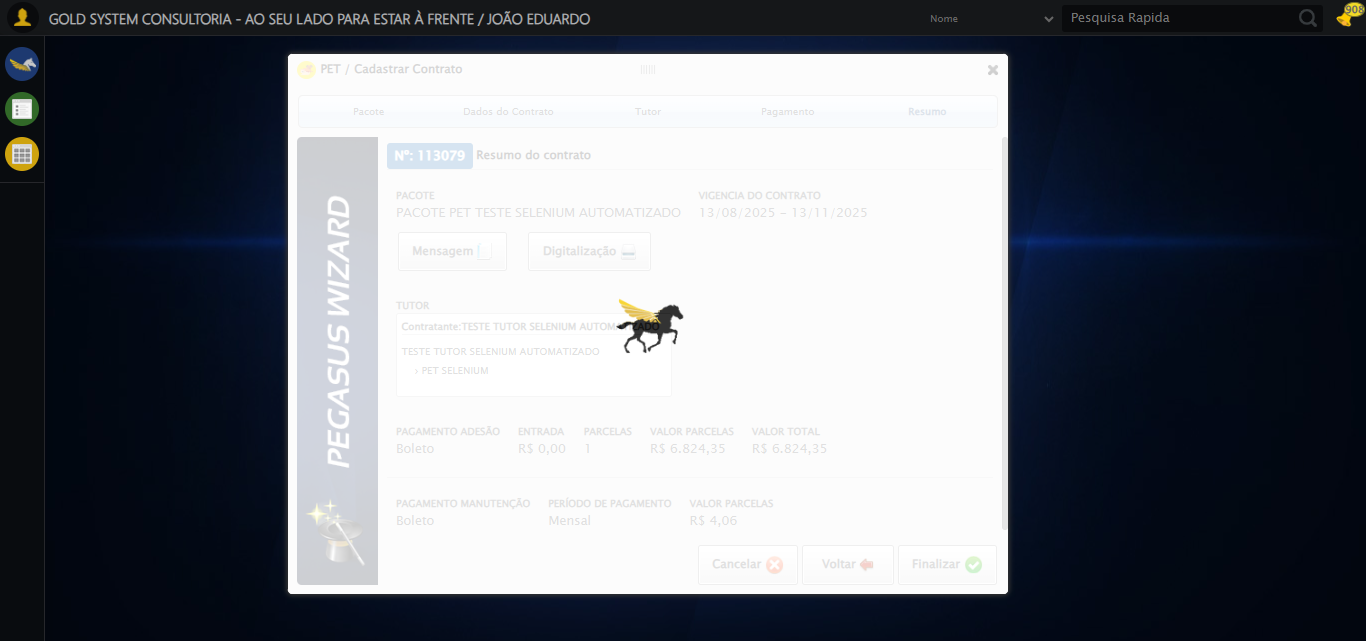 GOLD SYSTEM CONSULTORIA - AO SEU LADO PARA ESTAR À FRENTE / JOÃO EDUARDO
Nome
Pesquisa Rapida
908
PET / Cadastrar Contrato
Pacote
Dados do Contrato
Tutor
Pagamento
Resumo
PEGASUS WIZARD
Nº: 113079 Resumo do contrato
PACOTE
PACOTE PET TESTE SELENIUM AUTOMATIZADO
VIGENCIA DO CONTRATO
13/08/2025 - 13/11/2025
Mensagem
Digitalização
TUTOR
Contratante:TESTE TUTOR SELENIUM AUTOMATIZADO
TESTE TUTOR SELENIUM AUTOMATIZADO
› PET SELENIUM
PAGAMENTO ADESÃO
Boleto
ENTRADA
R$ 0,00
PARCELAS
1
VALOR PARCELAS
R$ 6.824,35
VALOR TOTAL
R$ 6.824,35
PAGAMENTO MANUTENÇÃO
Boleto
PERÍODO DE PAGAMENTO
Mensal
VALOR PARCELAS
R$ 4,06
Cancelar
Voltar
Finalizar